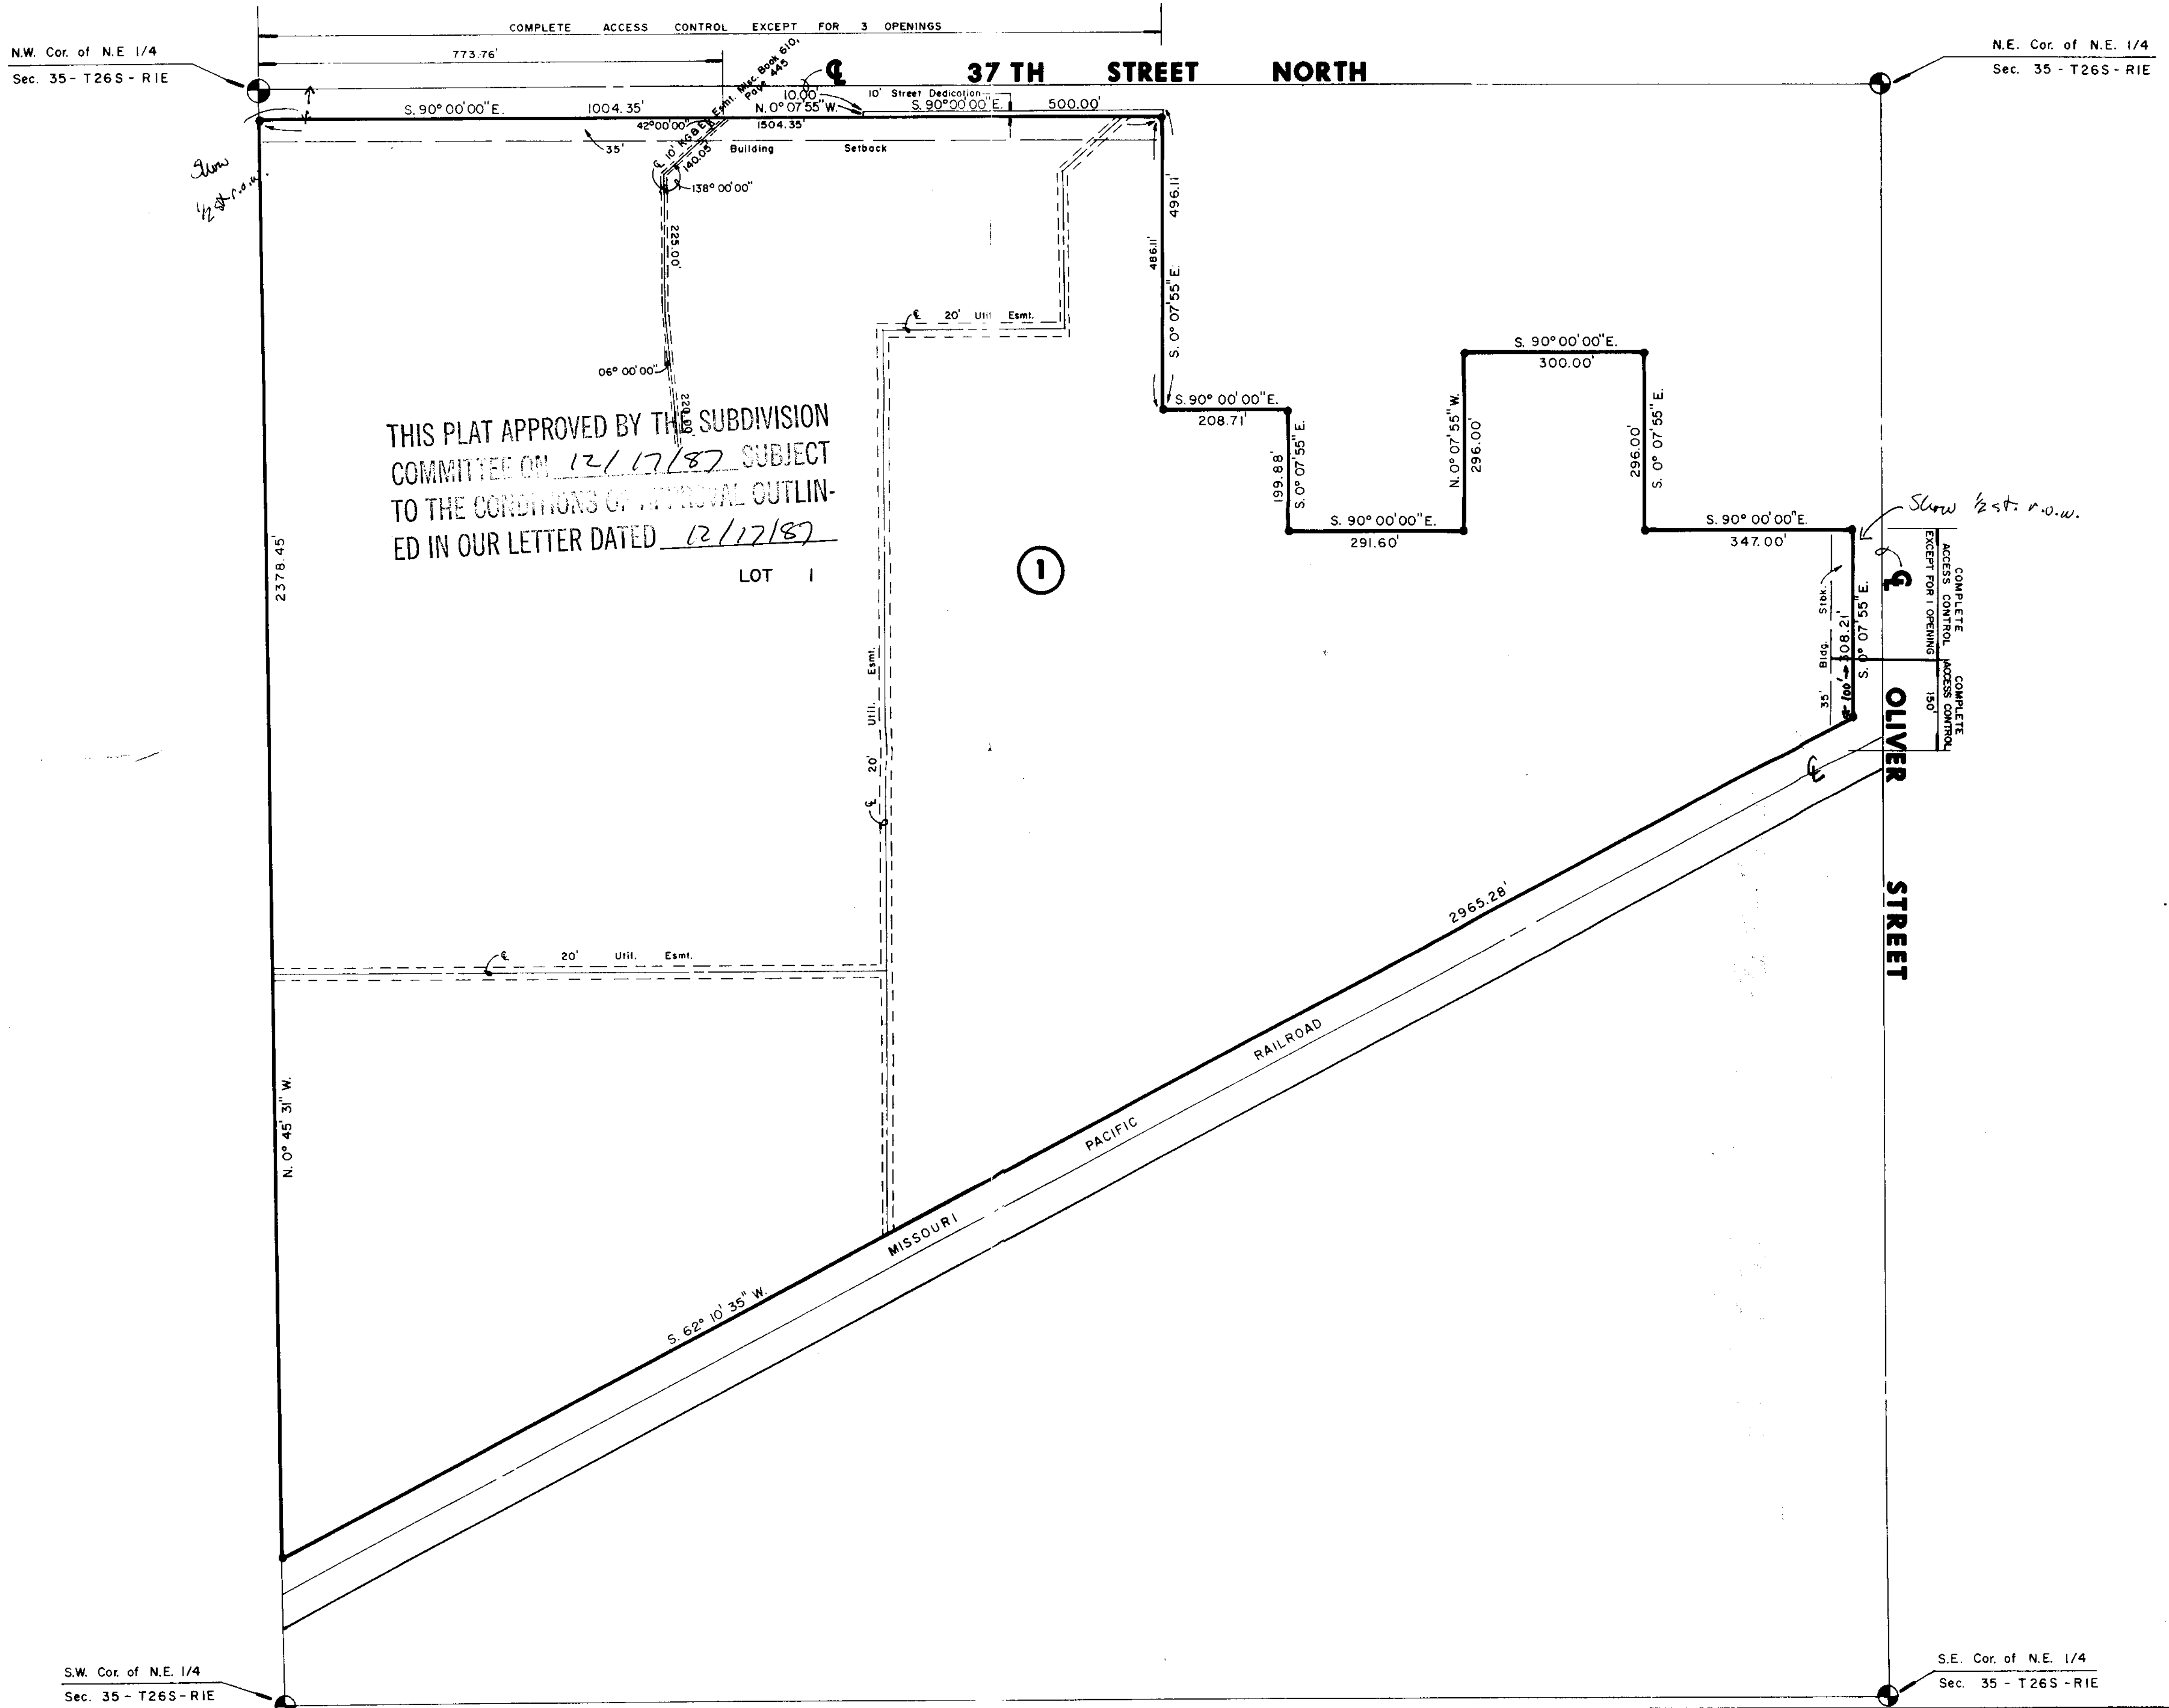 COMPLETE ACCESS CONTROL EXCEPT FOR 3 OPENINGS
N.W. Cor. of N.E 1/4
Sec. 35 - T26S - R1E
773.76'
37 TH STREET NORTH
N.E. Cor. of N.E. 1/4
Sec. 35 - T26S - R1E
10' Street Dedication
10.00'
S. 90° 00' 00" E.
1004.35'
N. 0° 07' 55" W.
S. 90° 00' 00" E.
500.00'
42° 00' 00"
1504.35'
℄ 10' KG&E Esmt. Misc. Book 610,
Page 445
140.05'
35'
Building Setback
138° 00' 00"
Show
1/2 st r.o.w.
225.00'
496.11'
486.11'
S. 0° 07' 55" E.
℄ 20' Util. Esmt.
06° 00' 00"
220.00'
S. 90° 00' 00" E.
300.00'
S. 90° 00' 00" E.
208.71'
199.88'
S. 0° 07' 55" E.
N. 0° 07' 55" W.
296.00'
296.00'
S. 0° 07' 55" E.
THIS PLAT APPROVED BY THE SUBDIVISION
COMMITTEE ON 12/17/87 SUBJECT
TO THE CONDITIONS OF APPROVAL OUTLIN-
ED IN OUR LETTER DATED 12/17/87
LOT 1
1
S. 90° 00' 00" E.
291.60'
S. 90° 00' 00" E.
347.00'
Show 1/2 st. r.o.w.
℄
COMPLETE
ACCESS CONTROL
EXCEPT FOR 1 OPENING
COMPLETE
ACCESS CONTROL
150'
35' Bldg. Stbk.
308.21'
100'
S. 0° 07' 55" E.
OLIVER STREET
2378.45'
N. 0° 45' 31" W.
℄ 20' Util. Esmt.
℄ 20' Util. Esmt.
℄
2965.28'
S. 62° 10' 35" W.
MISSOURI PACIFIC RAILROAD
S.W. Cor. of N.E. 1/4
Sec. 35 - T26S - R1E
S.E. Cor. of N.E. 1/4
Sec. 35 - T26S - R1E